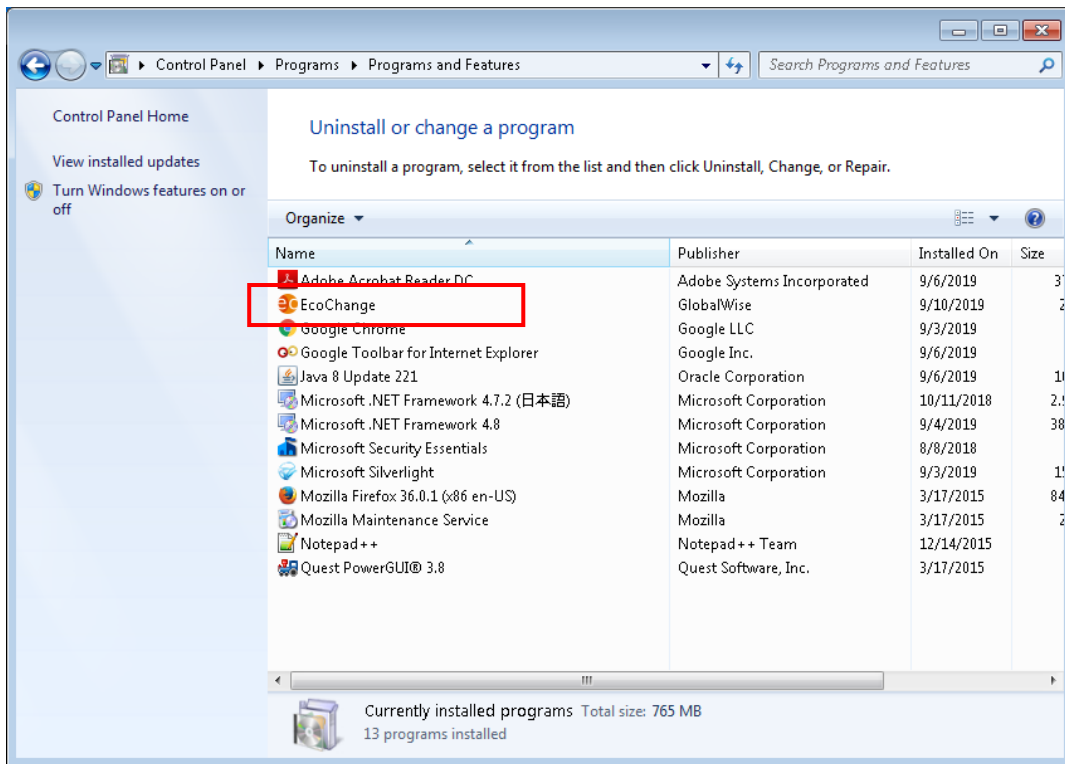 Control Panel Programs Programs and Features Search Programs and Features
Control Panel Home
View installed updates
Turn Windows features on or
off
Uninstall or change a program
To uninstall a program, select it from the list and then click Uninstall, Change, or Repair.
Organize
Name Publisher Installed On Size
Adobe Acrobat Reader DC Adobe Systems Incorporated 9/6/2019
EcoChange GlobalWise 9/10/2019
Google Chrome Google LLC 9/3/2019
Google Toolbar for Internet Explorer Google Inc. 9/6/2019
Java 8 Update 221 Oracle Corporation 9/6/2019
Microsoft .NET Framework 4.7.2 (日本語) Microsoft Corporation 10/11/2018
Microsoft .NET Framework 4.8 Microsoft Corporation 9/4/2019 38
Microsoft Security Essentials Microsoft Corporation 8/8/2018
Microsoft Silverlight Microsoft Corporation 9/3/2019
Mozilla Firefox 36.0.1 (x86 en-US) Mozilla 3/17/2015 84
Mozilla Maintenance Service Mozilla 3/17/2015
Notepad++ Notepad++ Team 12/14/2015
Quest PowerGUI® 3.8 Quest Software, Inc. 3/17/2015
Currently installed programs Total size: 765 MB
13 programs installed